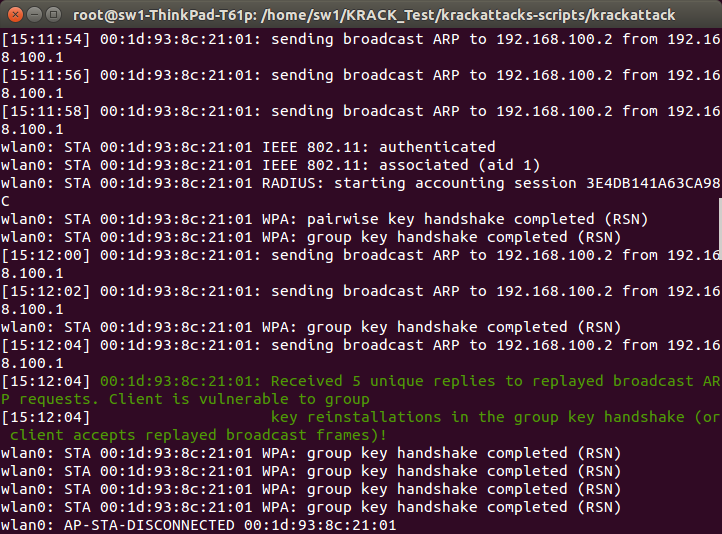 root@sw1-ThinkPad-T61p: /home/sw1/KRACK_Test/krackattacks-scripts/krackattack
[15:11:54] 00:1d:93:8c:21:01: sending broadcast ARP to 192.168.100.2 from 192.16
8.100.1
[15:11:56] 00:1d:93:8c:21:01: sending broadcast ARP to 192.168.100.2 from 192.16
8.100.1
[15:11:58] 00:1d:93:8c:21:01: sending broadcast ARP to 192.168.100.2 from 192.16
8.100.1
wlan0: STA 00:1d:93:8c:21:01 IEEE 802.11: authenticated
wlan0: STA 00:1d:93:8c:21:01 IEEE 802.11: associated (aid 1)
wlan0: STA 00:1d:93:8c:21:01 RADIUS: starting accounting session 3E4DB141A63CA98
C
wlan0: STA 00:1d:93:8c:21:01 WPA: pairwise key handshake completed (RSN)
wlan0: STA 00:1d:93:8c:21:01 WPA: group key handshake completed (RSN)
[15:12:00] 00:1d:93:8c:21:01: sending broadcast ARP to 192.168.100.2 from 192.16
8.100.1
[15:12:02] 00:1d:93:8c:21:01: sending broadcast ARP to 192.168.100.2 from 192.16
8.100.1
wlan0: STA 00:1d:93:8c:21:01 WPA: group key handshake completed (RSN)
[15:12:04] 00:1d:93:8c:21:01: sending broadcast ARP to 192.168.100.2 from 192.16
8.100.1
[15:12:04] 00:1d:93:8c:21:01: Received 5 unique replies to replayed broadcast AR
P requests. Client is vulnerable to group
[15:12:04]                    key reinstallations in the group key handshake (or
 client accepts replayed broadcast frames)!
wlan0: STA 00:1d:93:8c:21:01 WPA: group key handshake completed (RSN)
wlan0: STA 00:1d:93:8c:21:01 WPA: group key handshake completed (RSN)
wlan0: STA 00:1d:93:8c:21:01 WPA: group key handshake completed (RSN)
wlan0: STA 00:1d:93:8c:21:01 WPA: group key handshake completed (RSN)
wlan0: AP-STA-DISCONNECTED 00:1d:93:8c:21:01